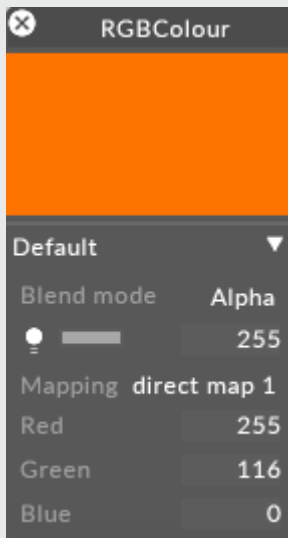 RGBColour
Default
Blend mode Alpha
255
Mapping direct map 1
Red 255
Green 116
Blue 0